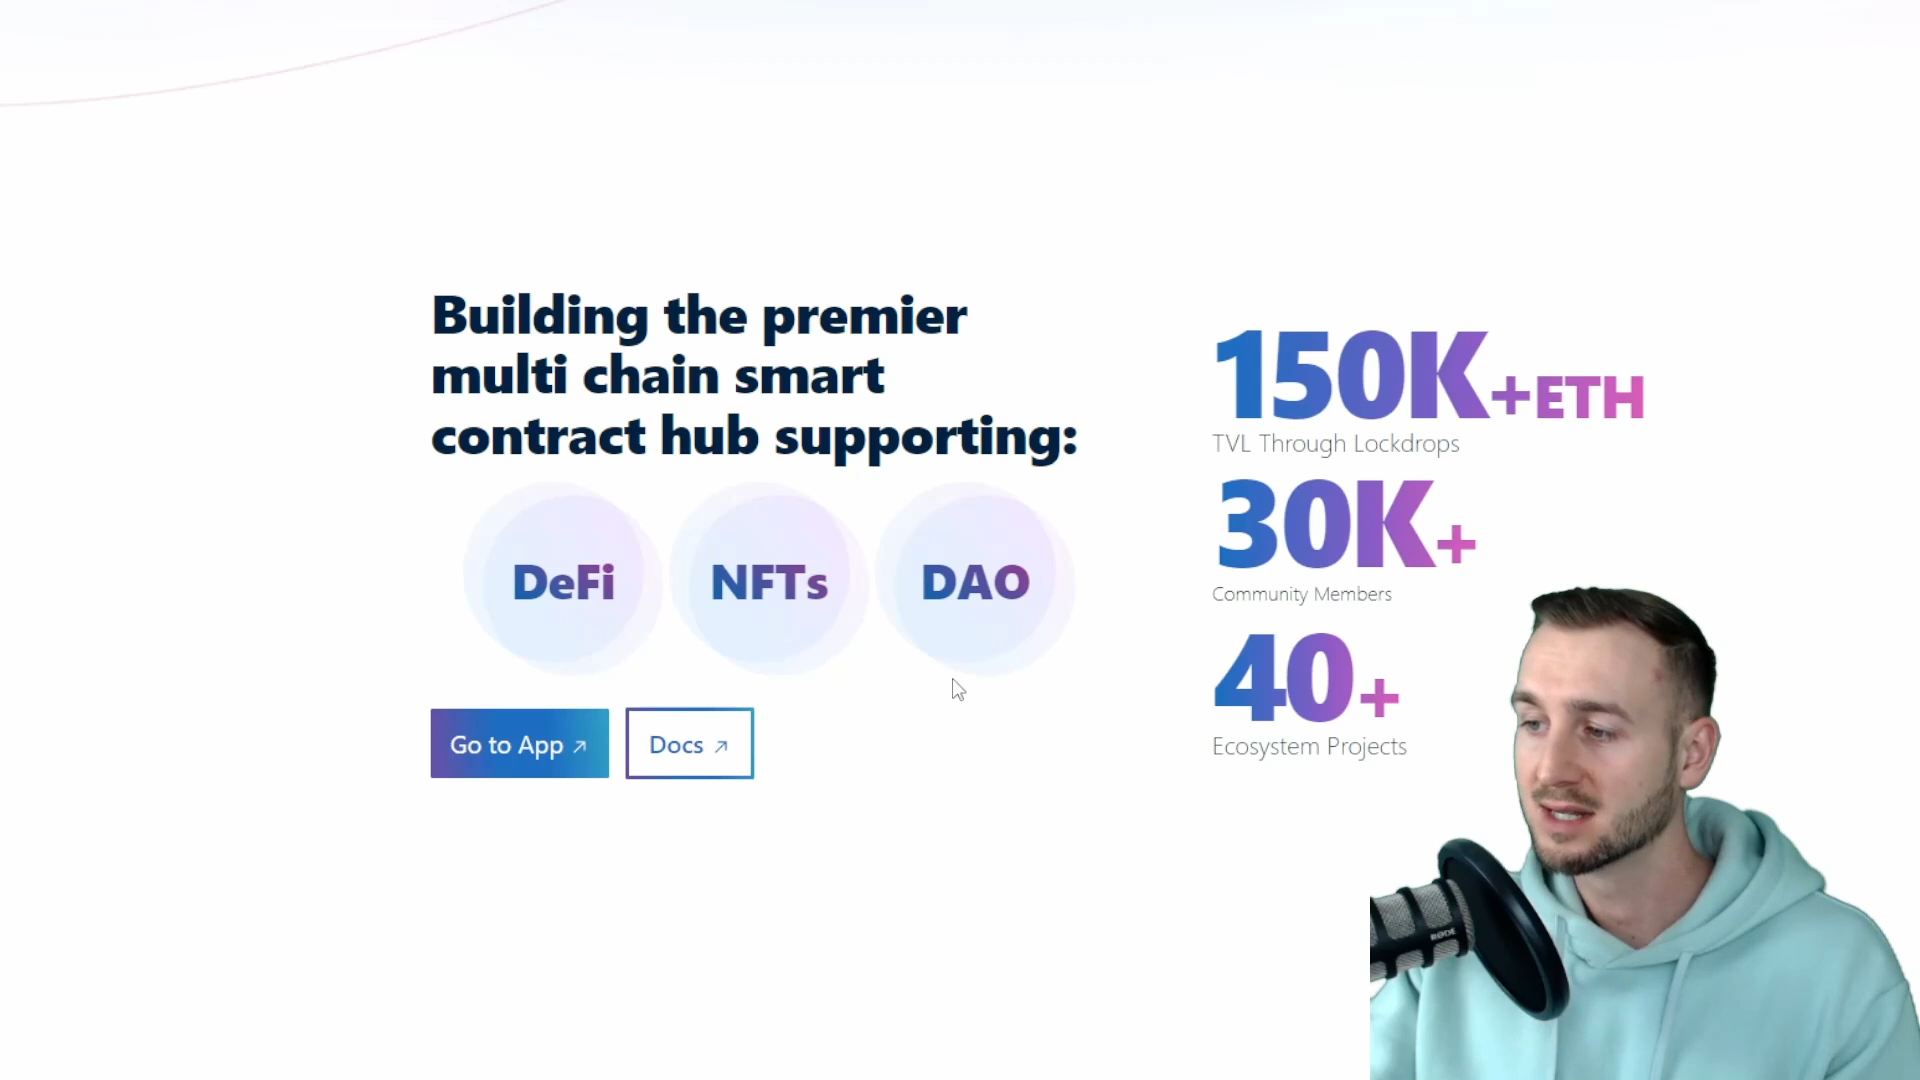 Building the premier
multi chain smart
contract hub supporting:
DeFi NFTs DAO
Go to App ↗ Docs ↗
150K+ETH
TVL Through Lockdrops
30K+
Community Members
40+
Ecosystem Projects
RØDE